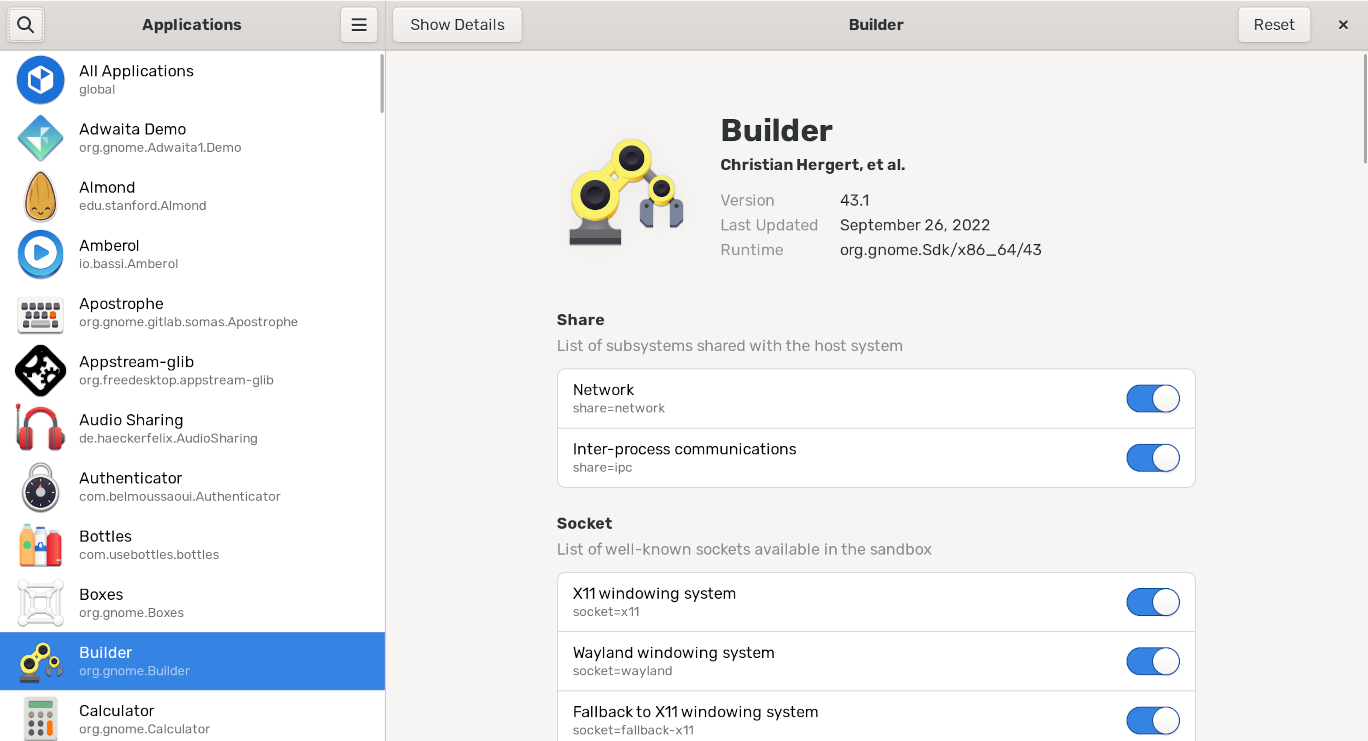 Applications
All Applications
global
Adwaita Demo
org.gnome.Adwaita1.Demo
Almond
edu.stanford.Almond
Amberol
io.bassi.Amberol
Apostrophe
org.gnome.gitlab.somas.Apostrophe
Appstream-glib
org.freedesktop.appstream-glib
Audio Sharing
de.haeckerfelix.AudioSharing
Authenticator
com.belmoussaoui.Authenticator
Bottles
com.usebottles.bottles
Boxes
org.gnome.Boxes
Builder
org.gnome.Builder
Calculator
org.gnome.Calculator
Show Details
Builder
Reset
Builder
Christian Hergert, et al.
Version 43.1
Last Updated September 26, 2022
Runtime org.gnome.Sdk/x86_64/43
Share
List of subsystems shared with the host system
Network
share=network
Inter-process communications
share=ipc
Socket
List of well-known sockets available in the sandbox
X11 windowing system
socket=x11
Wayland windowing system
socket=wayland
Fallback to X11 windowing system
socket=fallback-x11